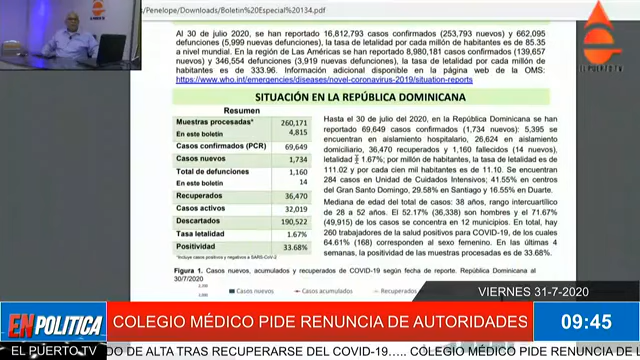 /Penelope/Downloads/Boletin%20Especial%20134.pdf
EL PUERTO TV
Al 30 de julio 2020, se han reportado 16,812,793 casos confirmados (253,793 nuevos) y 662,095
defunciones (5,999 nuevas defunciones), la tasa de letalidad por cada millón de habitantes es de 85.35
a nivel mundial. En la región de Las Américas se han reportado 8,980,181 casos confirmados (139,657
nuevos) y 346,554 defunciones (3,919 nuevas defunciones), la tasa de letalidad por cada millón de
habitantes es de 333.96. Información adicional disponible en la página web de la OMS:
https://www.who.int/emergencies/diseases/novel-coronavirus-2019/situation-reports
SITUACIÓN EN LA REPÚBLICA DOMINICANA
Resumen
Muestras procesadas* 260,171
En este boletín 4,815
Casos confirmados (PCR) 69,649
Casos nuevos 1,734
Total de defunciones 1,160
En este boletín 14
Recuperados 36,470
Casos activos 32,019
Descartados 190,522
Tasa letalidad 1.67%
Positividad 33.68%
*Incluye casos positivos y negativos a SARS-CoV-2
Hasta el 30 de julio del 2020, en la República Dominicana se han
reportado 69,649 casos confirmados (1,734 nuevos); 5,395 se
encuentran en aislamiento hospitalario, 26,624 en aislamiento
domiciliario, 36,470 recuperados y 1,160 fallecidos (14 nuevos),
letalidad 1.67%; por millón de habitantes, la tasa de letalidad es de
111.02 y por cada cien mil habitantes es de 11.10. Se encuentran
284 casos en Unidad de Cuidados Intensivos; 41.55% en centros
del Gran Santo Domingo, 29.58% en Santiago y 16.55% en Duarte.
Mediana de edad del total de casos: 38 años, rango intercuartílico
de 28 a 52 años. El 52.17% (36,338) son hombres y el 71.67%
(49,915) de los casos se concentra en 12 municipios. En total, hay
260 trabajadores de la salud positivos para COVID-19, de los cuales
64.61% (168) corresponden al sexo femenino. En las últimas 4
semanas, la positividad de las muestras procesadas es de 33.68%.
Figura 1. Casos nuevos, acumulados y recuperados de COVID-19 según fecha de reporte. República Dominicana al
30/7/2020
Casos nuevos Casos acumulados Recuperados
VIERNES 31-7-2020
EN POLITICA
COLEGIO MÉDICO PIDE RENUNCIA DE AUTORIDADES
09:45
EL PUERTO TV
DO DE ALTA TRAS RECUPERARSE DEL COVID-19..... COLEGIO MÉDICO PIDE RENUNCIA DE